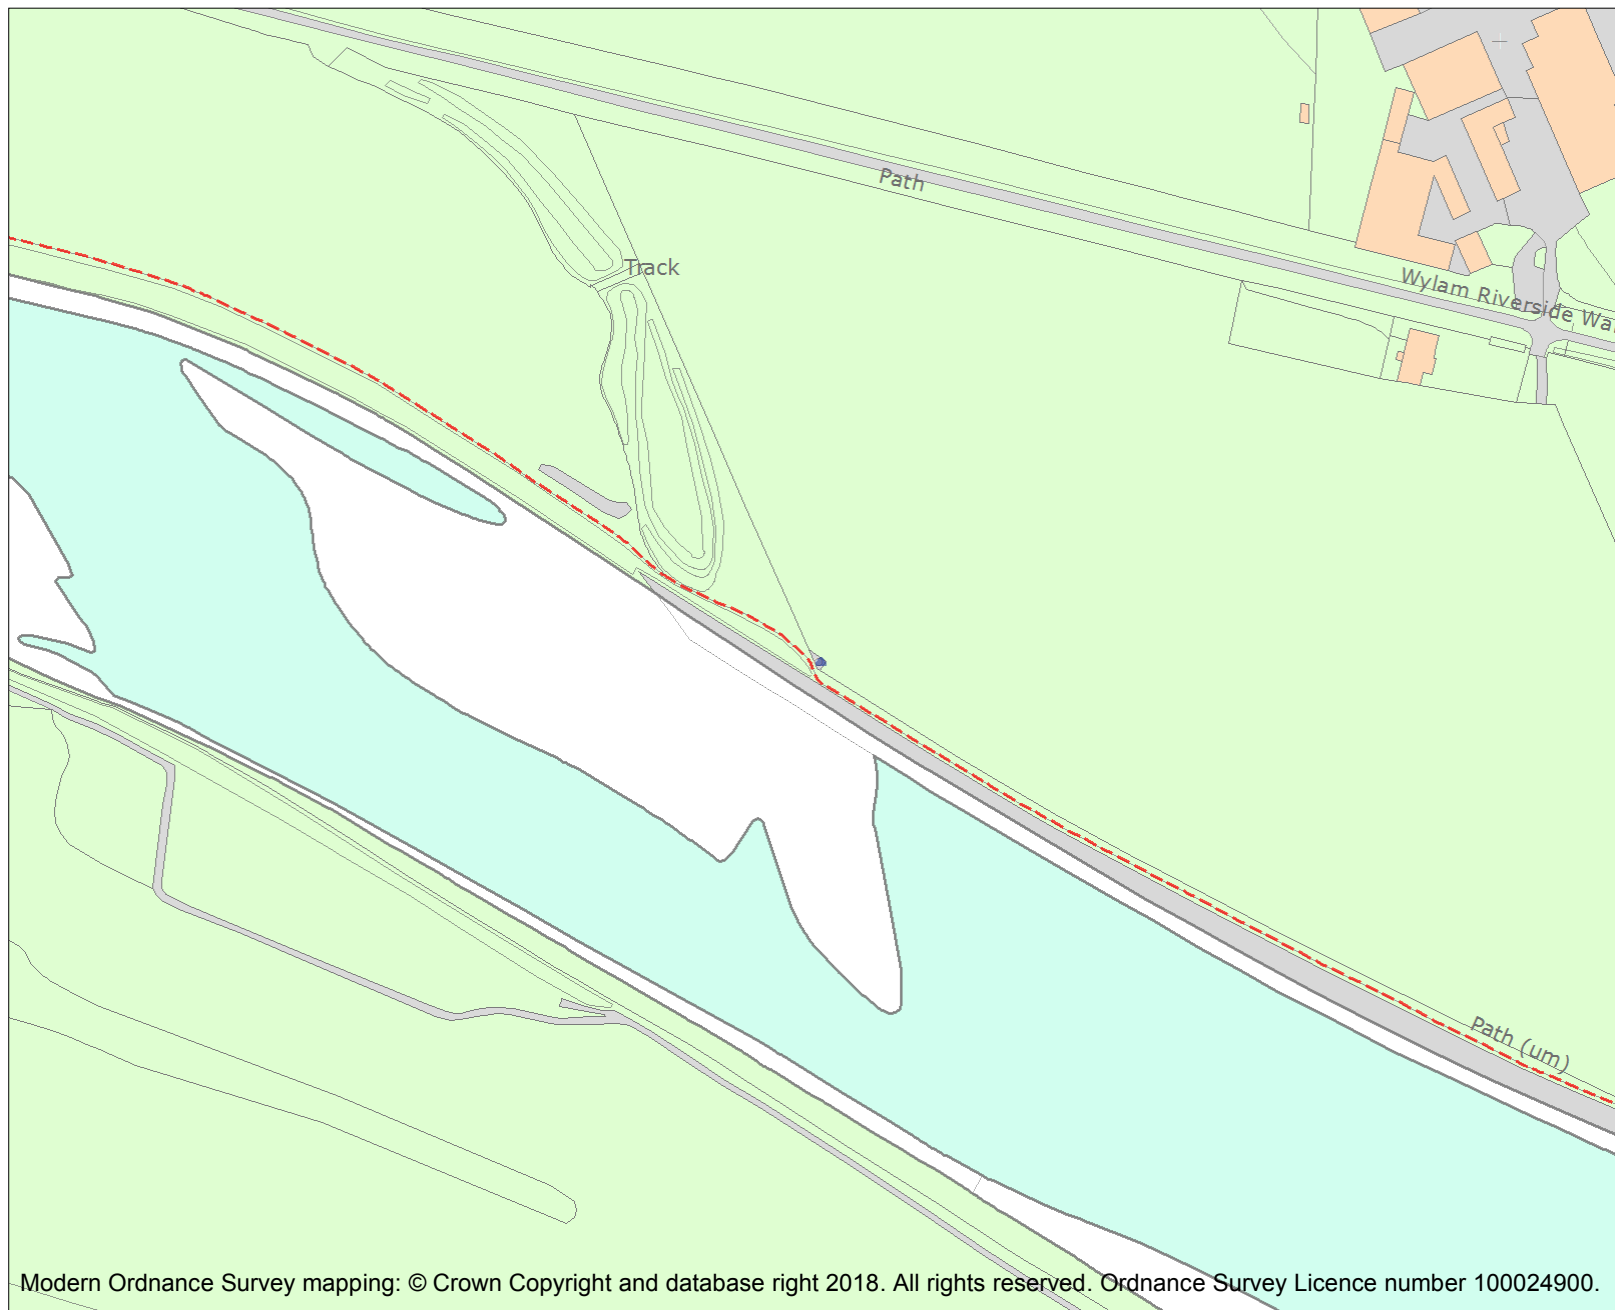 Path
Track
Wylam Riverside Wa
Path (um)
Modern Ordnance Survey mapping: © Crown Copyright and database right 2018. All rights reserved. Ordnance Survey Licence number 100024900.